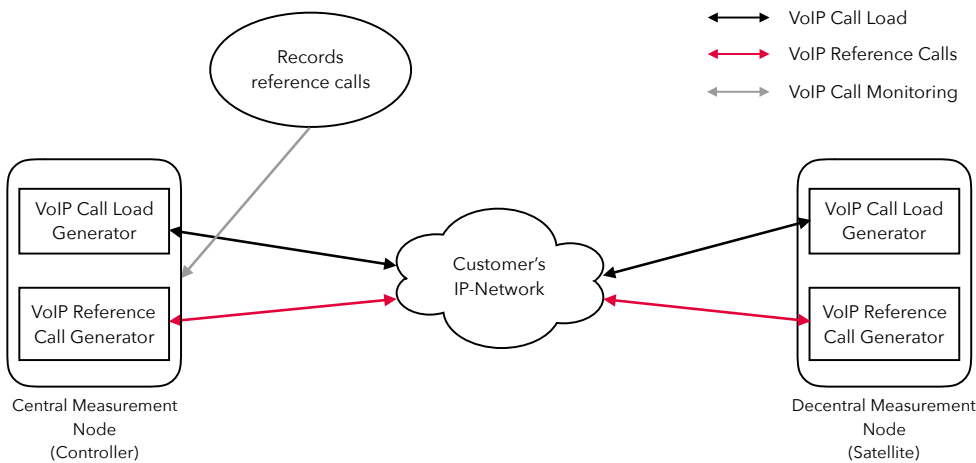 VoIP Call Load
VoIP Reference Calls
VoIP Call Monitoring
Records
reference calls
VoIP Call Load
Generator
VoIP Reference
Call Generator
Central Measurement
Node
(Controller)
Customer’s
IP-Network
VoIP Call Load
Generator
VoIP Reference
Call Generator
Decentral Measurement
Node
(Satellite)